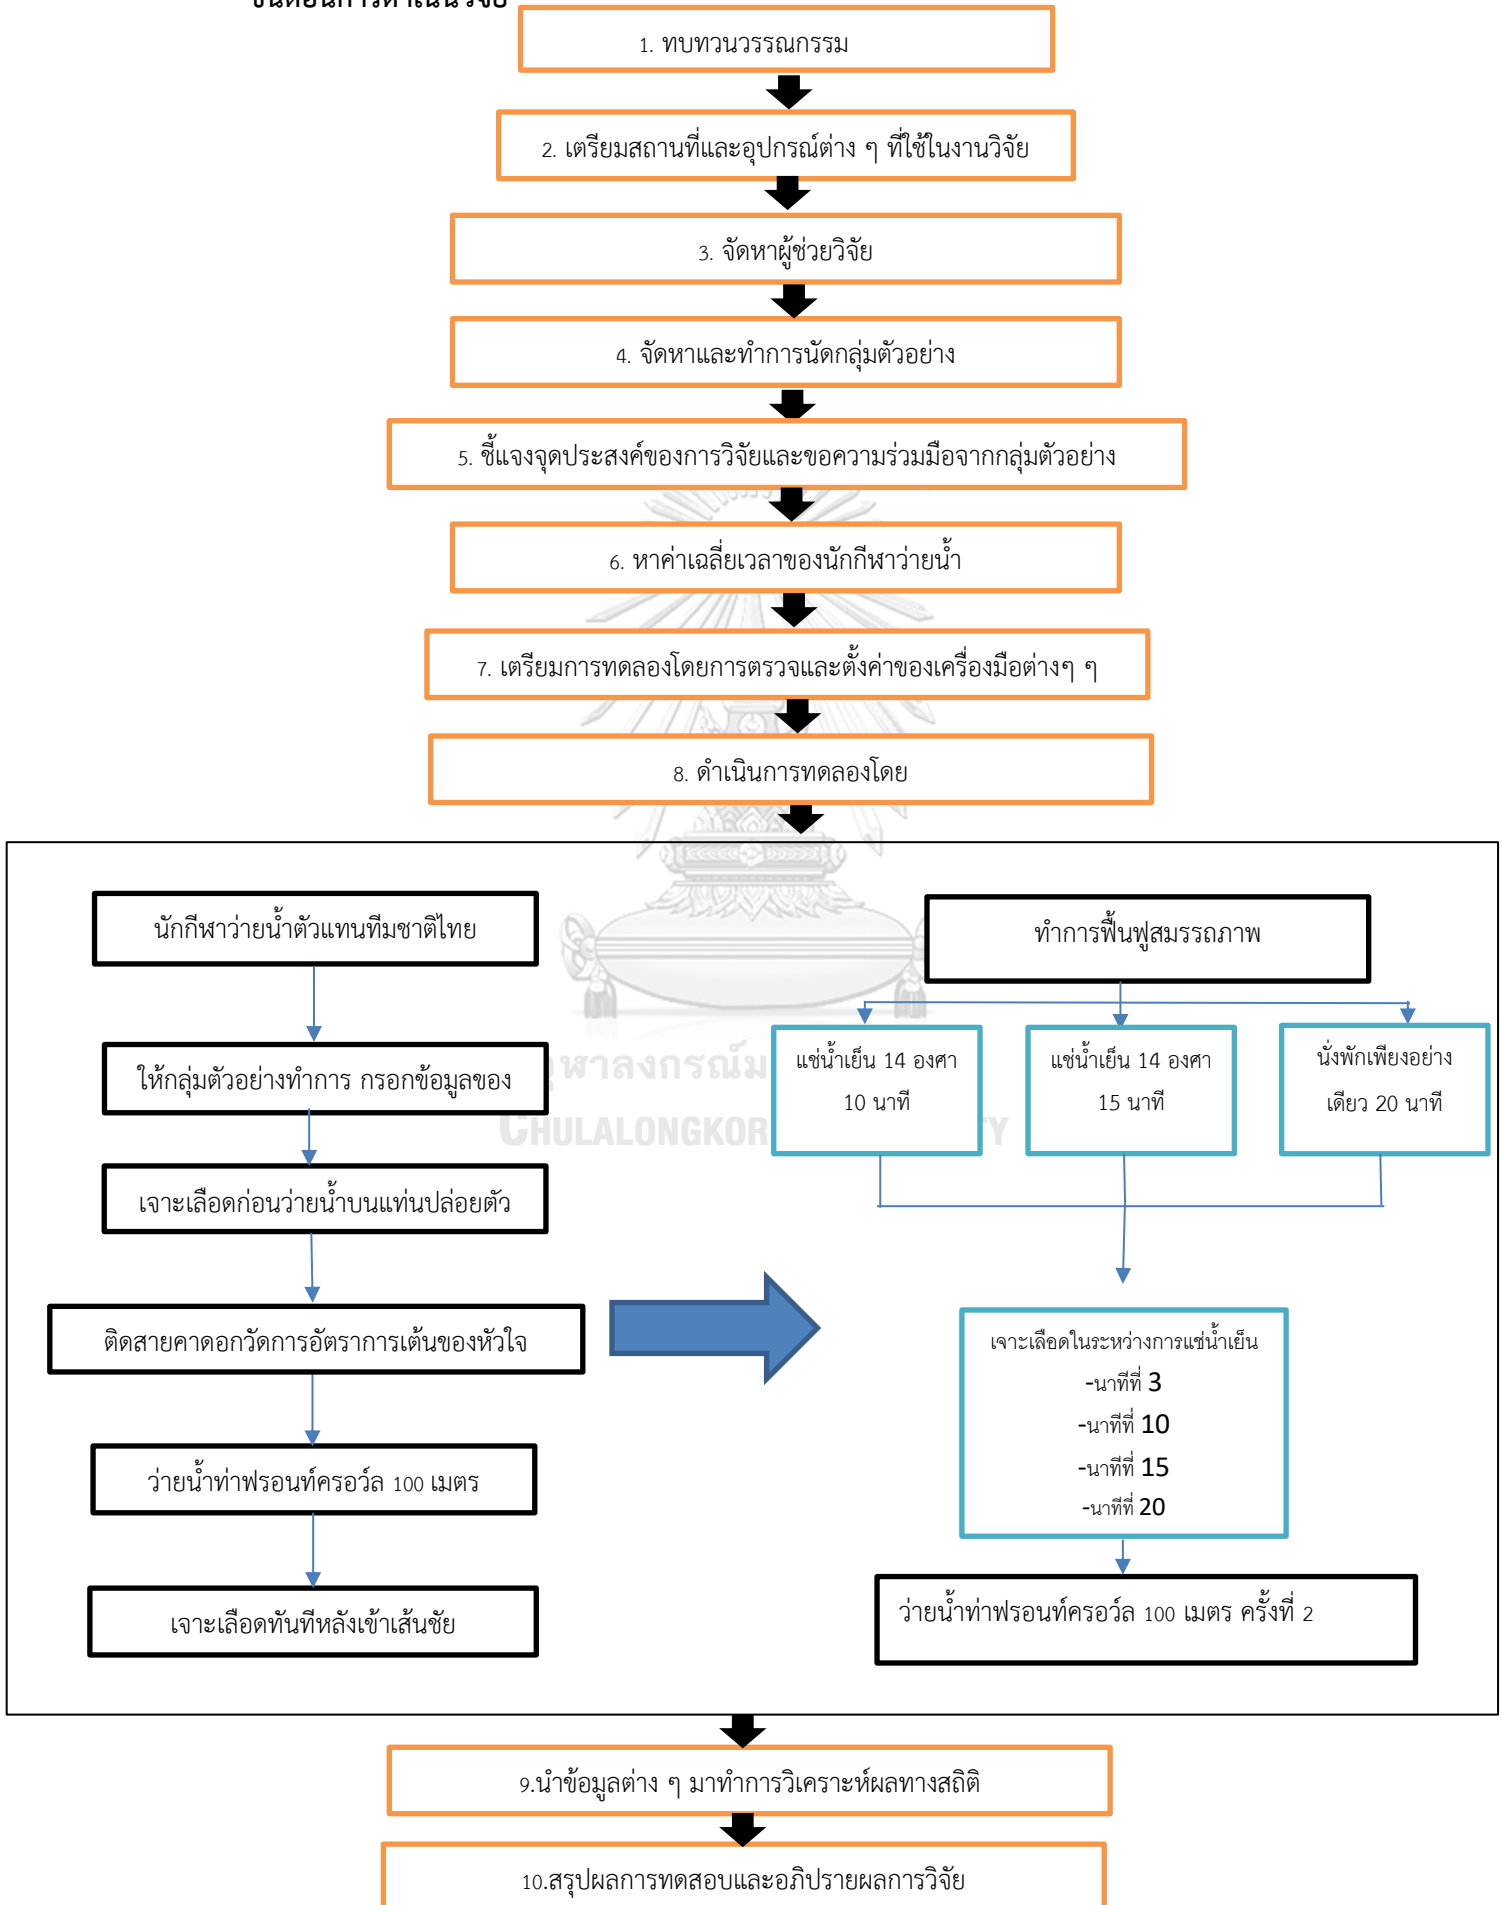 ขั้นตอนการดำเนินวิจัย
1. ทบทวนวรรณกรรม
2. เตรียมสถานที่และอุปกรณ์ต่าง ๆ ที่ใช้ในงานวิจัย
3. จัดหาผู้ช่วยวิจัย
4. จัดหาและทำการนัดกลุ่มตัวอย่าง
5. ชี้แจงจุดประสงค์ของการวิจัยและขอความร่วมมือจากกลุ่มตัวอย่าง
6. หาค่าเฉลี่ยเวลาของนักกีฬาว่ายน้ำ
7. เตรียมการทดลองโดยการตรวจและตั้งค่าของเครื่องมือต่างๆ ๆ
8. ดำเนินการทดลองโดย
นักกีฬาว่ายน้ำตัวแทนทีมชาติไทย
ให้กลุ่มตัวอย่างทำการ กรอกข้อมูลของ
เจาะเลือดก่อนว่ายน้ำบนแท่นปล่อยตัว
ติดสายคาดอกวัดการอัตราการเต้นของหัวใจ
ว่ายน้ำท่าฟรอนท์ครอว์ล 100 เมตร
เจาะเลือดทันทีหลังเข้าเส้นชัย
ทำการฟื้นฟูสมรรถภาพ
แช่น้ำเย็น 14 องศา
10 นาที
แช่น้ำเย็น 14 องศา
15 นาที
นั่งพักเพียงอย่าง
เดียว 20 นาที
เจาะเลือดในระหว่างการแช่น้ำเย็น
-นาทีที่ 3
-นาทีที่ 10
-นาทีที่ 15
-นาทีที่ 20
ว่ายน้ำท่าฟรอนท์ครอว์ล 100 เมตร ครั้งที่ 2
9.นำข้อมูลต่าง ๆ มาทำการวิเคราะห์ผลทางสถิติ
10.สรุปผลการทดสอบและอภิปรายผลการวิจัย